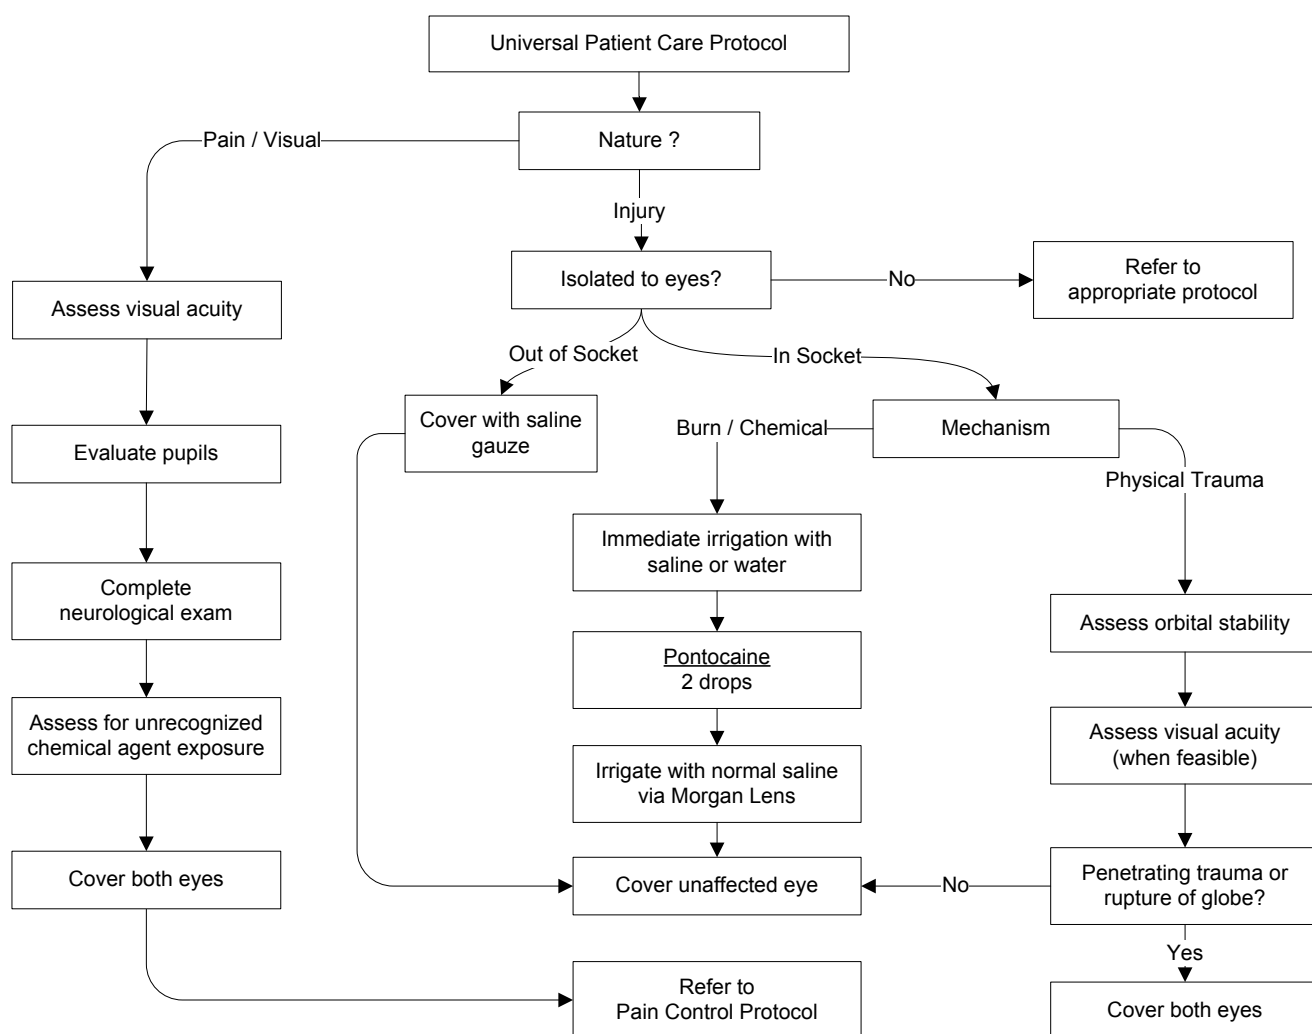 Universal Patient Care Protocol
Pain / Visual
Nature ?
Injury
Isolated to eyes?
No
Refer to
appropriate protocol
Assess visual acuity
Out of Socket
In Socket
Cover with saline
gauze
Burn / Chemical
Mechanism
Evaluate pupils
Physical Trauma
Immediate irrigation with
saline or water
Complete
neurological exam
Assess orbital stability
Pontocaine
2 drops
Assess for unrecognized
chemical agent exposure
Assess visual acuity
(when feasible)
Irrigate with normal saline
via Morgan Lens
Cover both eyes
Cover unaffected eye
No
Penetrating trauma or
rupture of globe?
Yes
Refer to
Pain Control Protocol
Cover both eyes